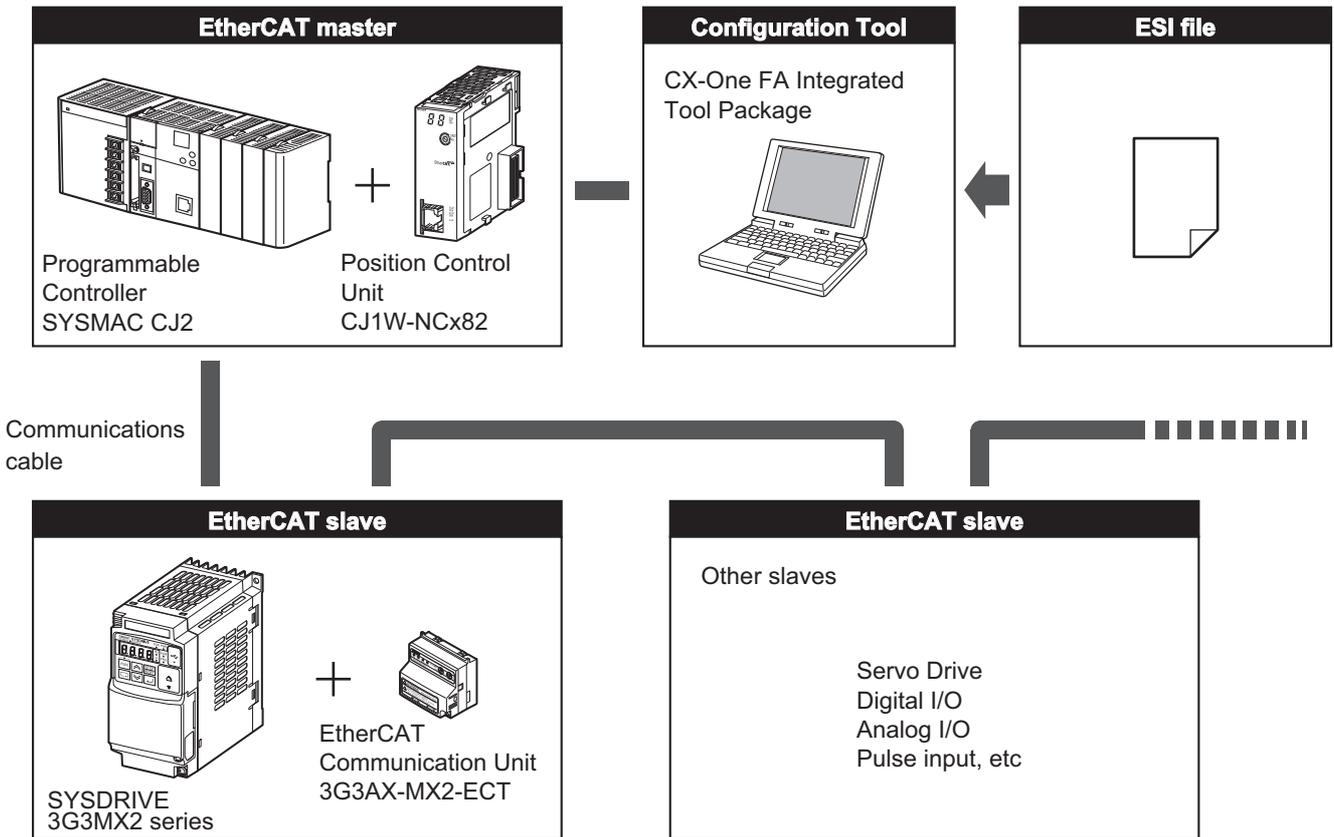 EtherCAT master
Programmable
Controller
SYSMAC CJ2
Position Control
Unit
CJ1W-NCx82
Configuration Tool
CX-One FA Integrated
Tool Package
ESI file
Communications
cable
EtherCAT slave
SYSDRIVE
3G3MX2 series
EtherCAT
Communication Unit
3G3AX-MX2-ECT
EtherCAT slave
Other slaves
Servo Drive
Digital I/O
Analog I/O
Pulse input, etc